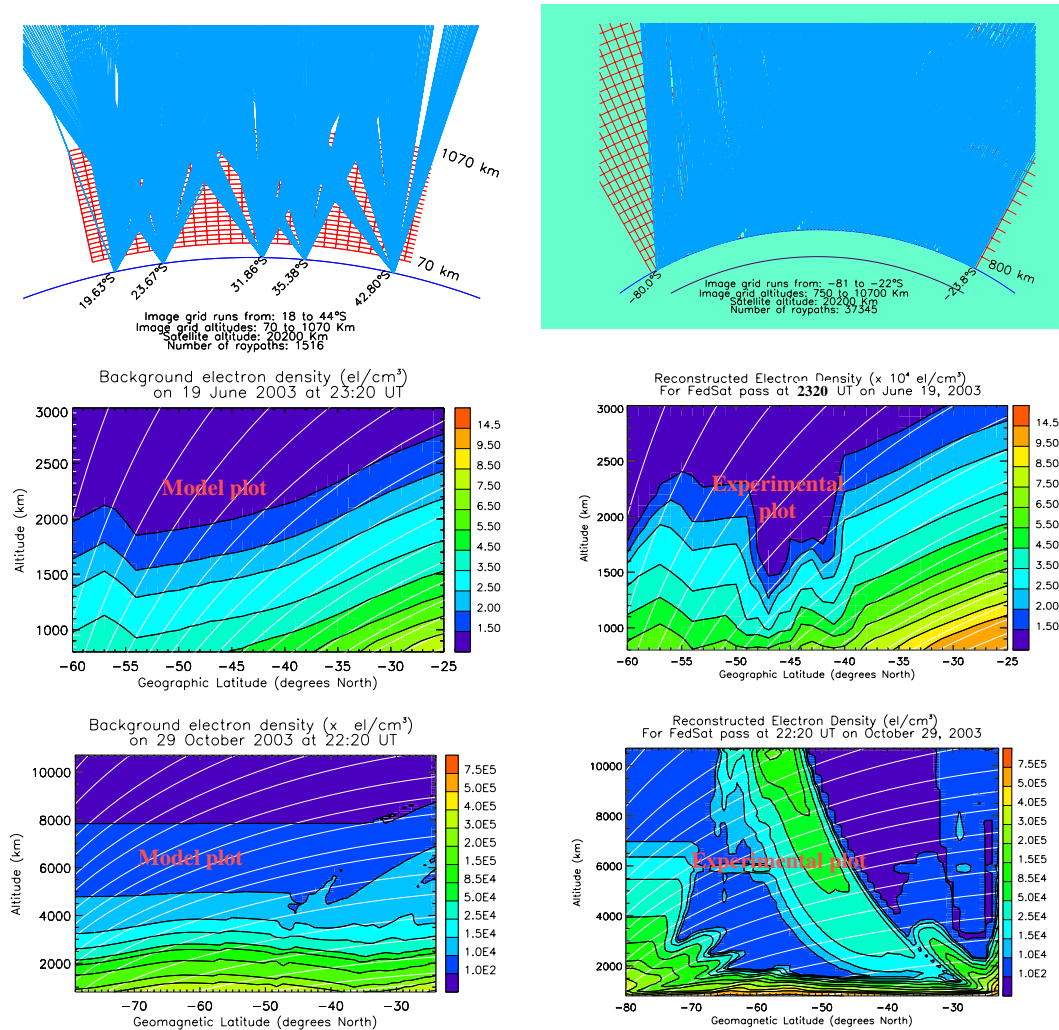 1070 km
70 km
19.63°S
23.67°S
31.86°S
35.38°S
42.80°S
Image grid runs from: 18 to 44°S
Image grid altitudes: 70 to 1070 Km
Satellite altitude: 20200 Km
Number of raypaths: 1516
800 km
-80.0°S
-23.8°S
Image grid runs from: -81 to -22°S
Image grid altitudes: 750 to 10700 Km
Satellite altitude: 20200 Km
Number of raypaths: 37345
Background electron density (el/cm³)
on 19 June 2003 at 23:20 UT
Model plot
Altitude (km)
3000
2500
2000
1500
1000
-60 -55 -50 -45 -40 -35 -30 -25
Geographic Latitude (degrees North)
14.5
9.50
8.50
7.50
6.50
5.50
4.50
3.50
2.50
2.00
1.50
Reconstructed Electron Density (x 10⁴ el/cm³)
For FedSat pass at 2320 UT on June 19, 2003
Experimental
plot
Altitude (km)
3000
2500
2000
1500
1000
-60 -55 -50 -45 -40 -35 -30 -25
Geographic Latitude (degrees North)
14.5
9.50
8.50
7.50
6.50
5.50
4.50
3.50
2.50
2.00
1.50
Background electron density (x el/cm³)
on 29 October 2003 at 22:20 UT
Model plot
Altitude (km)
10000
8000
6000
4000
2000
-70 -60 -50 -40 -30
Geomagnetic Latitude (degrees North)
7.5E5
5.0E5
4.0E5
3.0E5
2.0E5
1.5E5
8.5E4
5.0E4
2.5E4
1.5E4
1.0E4
1.0E2
Reconstructed Electron Density (el/cm³)
For FedSat pass at 22:20 UT on October 29, 2003
Experimental plot
Altitude (km)
10000
8000
6000
4000
2000
-80 -70 -60 -50 -40 -30
Geomagnetic Latitude (degrees North)
7.5E5
5.0E5
4.0E5
3.0E5
2.0E5
1.5E5
8.5E4
5.0E4
2.5E4
1.5E4
1.0E4
1.0E2